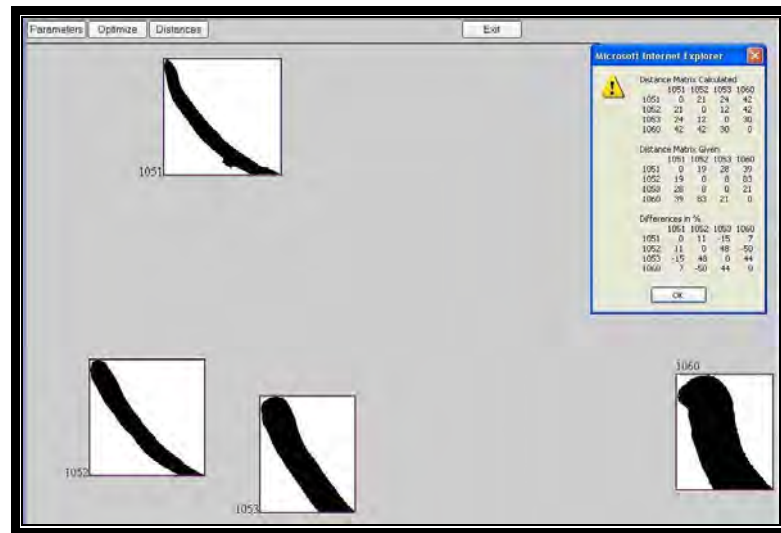 Parameters Optimize Distances Exit
Microsoft Internet Explorer
Distance Matrix Calculated
1051 1052 1053 1060
1051 0 21 24 42
1052 21 0 12 42
1053 24 12 0 30
1060 42 42 30 0
Distance Matrix Given
1051 1052 1053 1060
1051 0 19 28 39
1052 19 0 8 83
1053 28 8 0 21
1060 39 83 21 0
Differences in %
1051 1052 1053 1060
1051 0 11 -15 7
1052 11 0 48 -50
1053 -15 48 0 44
1060 7 -50 44 0
OK
1051
1060
1052
1053